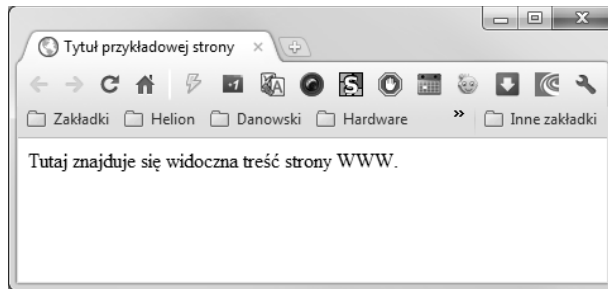 Tytuł przykładowej strony
Zakładki Helion Danowski Hardware » Inne zakładki
Tutaj znajduje się widoczna treść strony WWW.